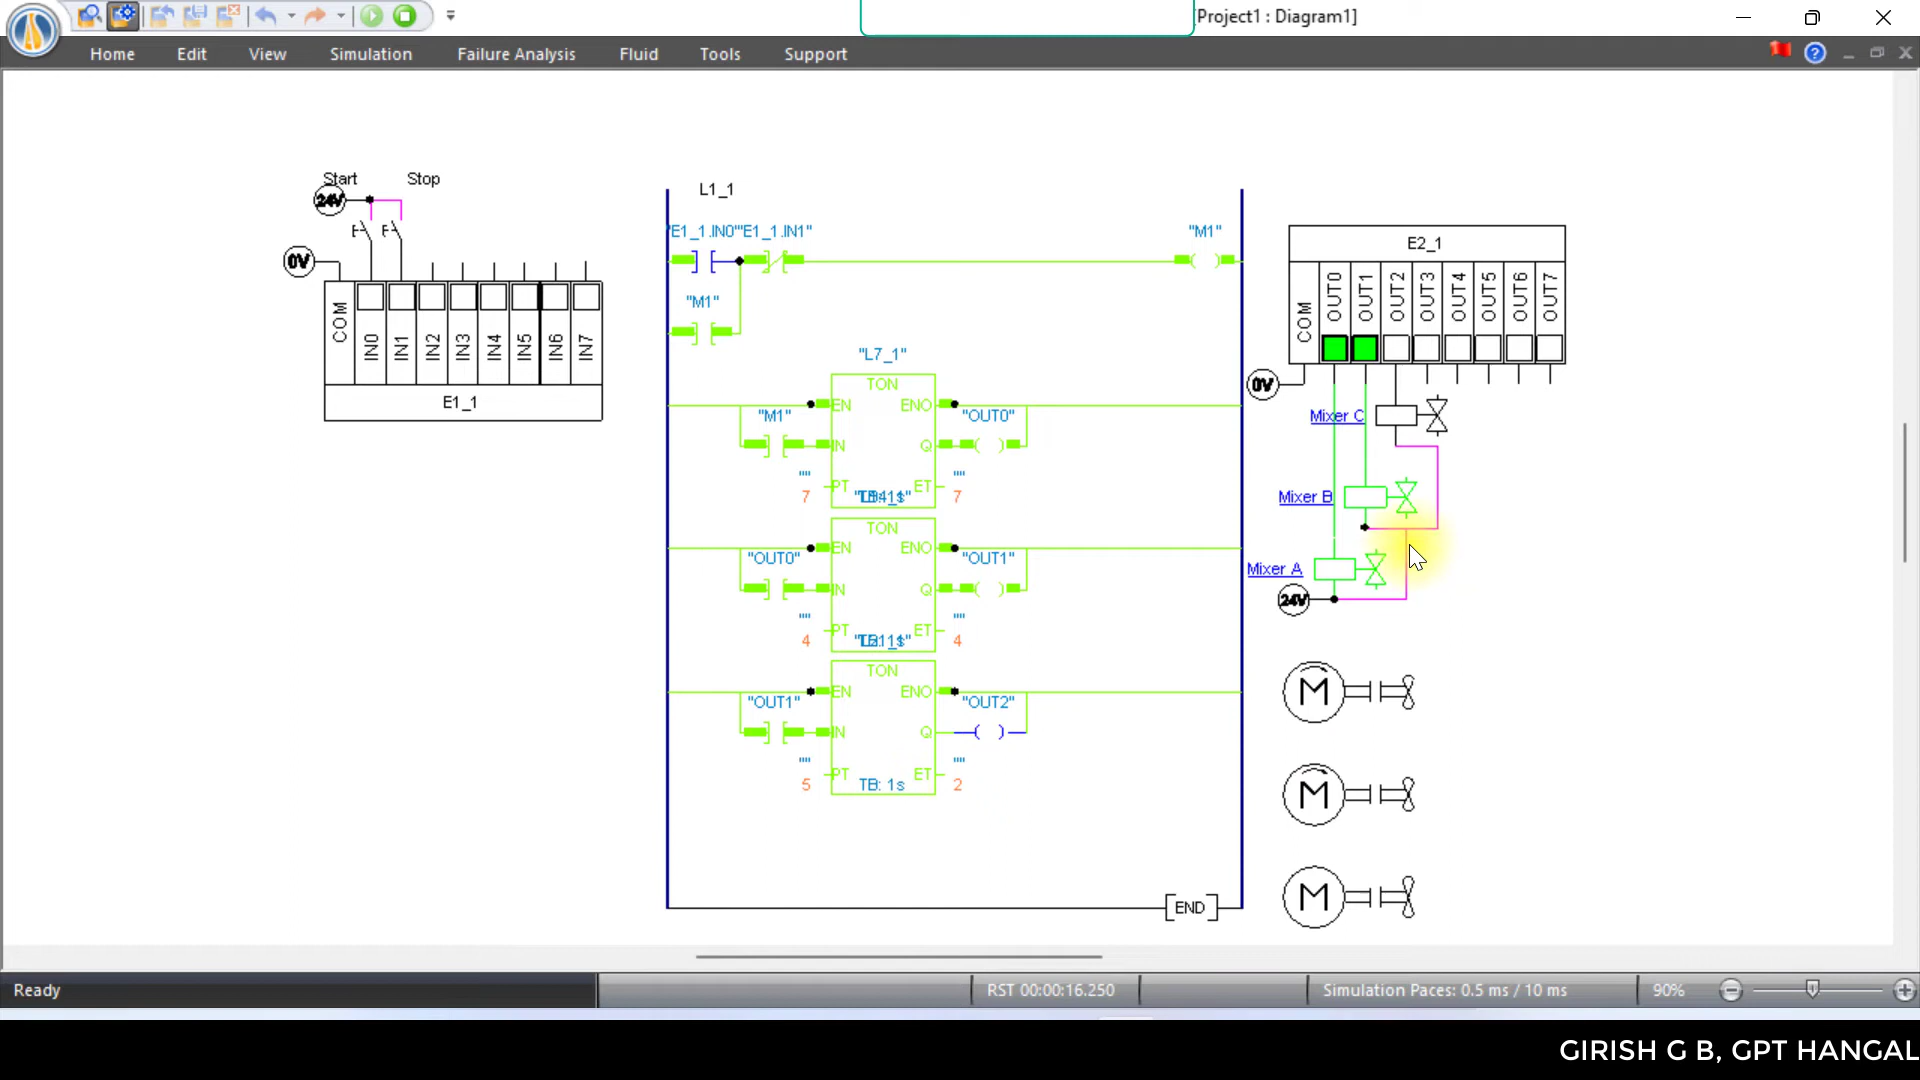 [Project1 : Diagram1]
Home Edit View Simulation Failure Analysis Fluid Tools Support
Start Stop
24V
0V
COM IN0 IN1 IN2 IN3 IN4 IN5 IN6 IN7
E1_1
L1_1
"E1_1.IN0" "E1_1.IN1" "M1"
"M1"
"L7_1"
TON
EN ENO
"M1" "OUT0"
IN Q
"" ""
PT ET
7 7
TON
EN ENO
"OUT0" "OUT1"
IN Q
"" ""
PT ET
4 4
TON
EN ENO
"OUT1" "OUT2"
IN Q
"" ""
PT ET
5 TB: 1s 2
END
E2_1
COM OUT0 OUT1 OUT2 OUT3 OUT4 OUT5 OUT6 OUT7
0V
Mixer C
Mixer B
Mixer A
24V
M
M
M
Ready RST 00:00:16.250 Simulation Paces: 0.5 ms / 10 ms 90%
GIRISH G B, GPT HANGAL